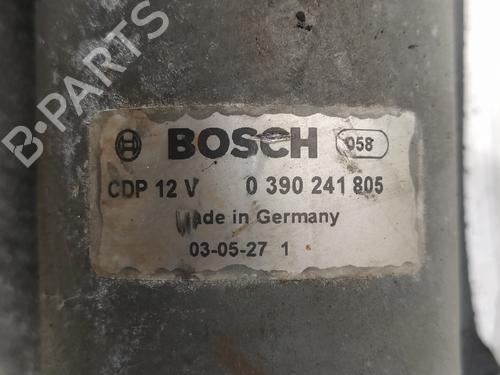 B-PARTS
BOSCH 058
CDP 12 V 0 390 241 805
Made in Germany
03-05-27 1